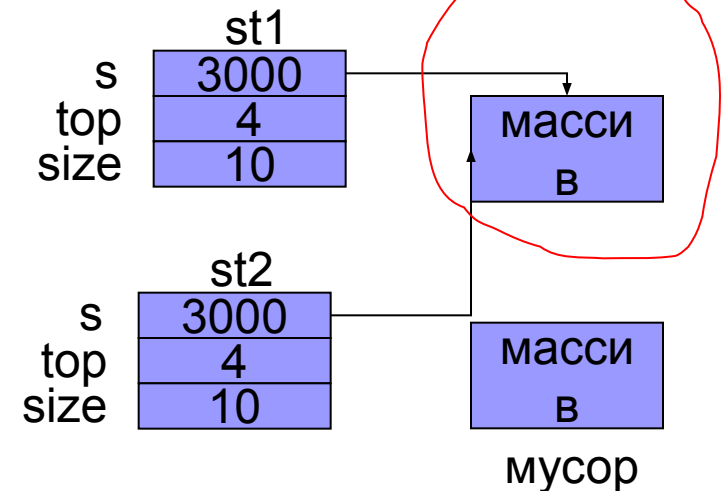 st1
s 3000
top 4
size 10
масси
в
st2
s 3000
top 4
size 10
масси
в
мусор